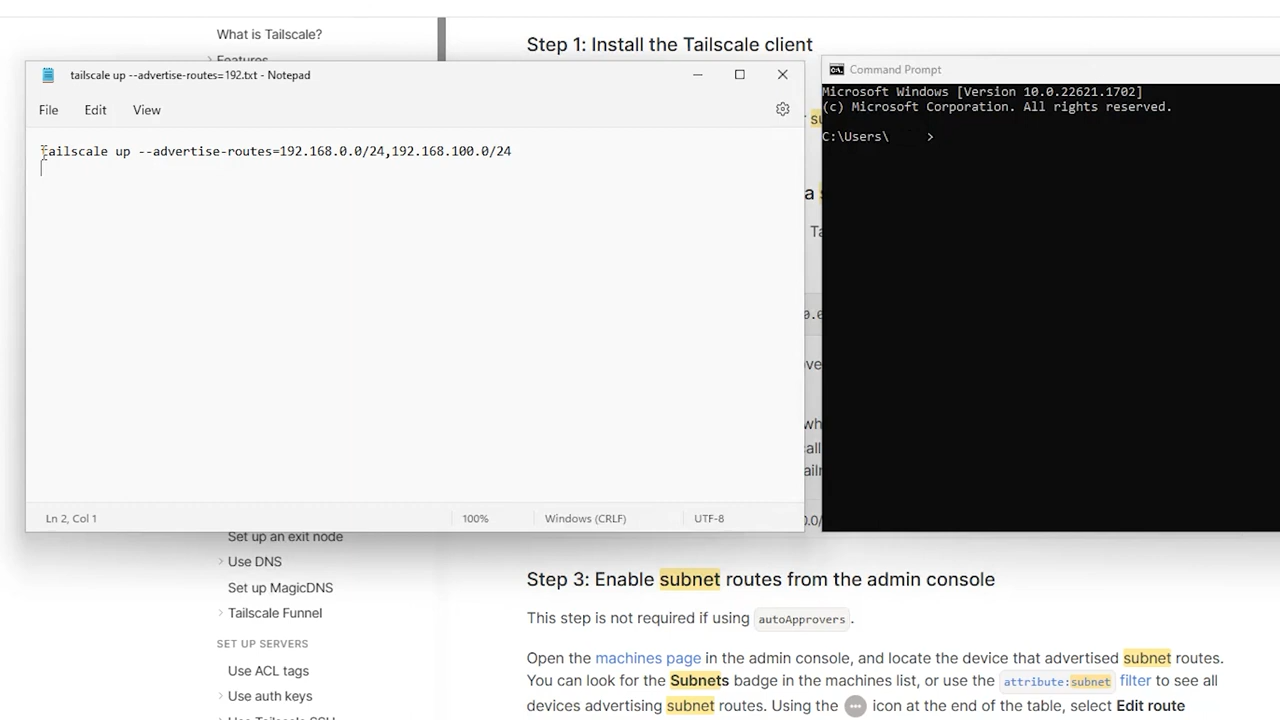 What is Tailscale?
Features
Step 1: Install the Tailscale client
tailscale up --advertise-routes=192.txt - Notepad
File Edit View
tailscale up --advertise-routes=192.168.0.0/24,192.168.100.0/24
Ln 2, Col 1 100% Windows (CRLF) UTF-8
Command Prompt
Microsoft Windows [Version 10.0.22621.1702]
(c) Microsoft Corporation. All rights reserved.
C:\Users\ >
Set up an exit node
Use DNS
Set up MagicDNS
Tailscale Funnel
SET UP SERVERS
Use ACL tags
Use auth keys
Use Tailscale SSH
Step 3: Enable subnet routes from the admin console
This step is not required if using autoApprovers.
Open the machines page in the admin console, and locate the device that advertised subnet routes.
You can look for the Subnets badge in the machines list, or use the attribute:subnet filter to see all
devices advertising subnet routes. Using the ••• icon at the end of the table, select Edit route